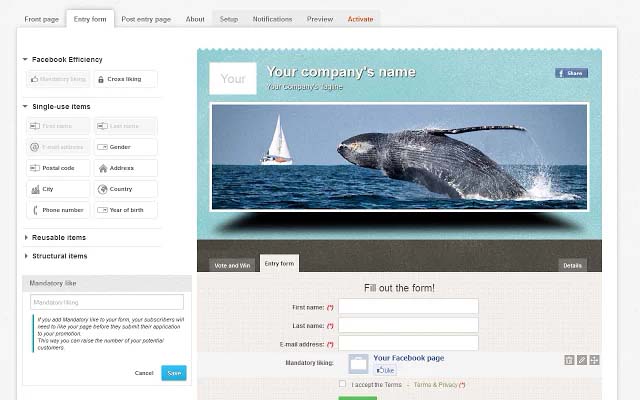 Front page Entry form Post entry page About Setup Notifications Preview Activate
Facebook Efficiency
Mandatory liking Cross liking
Single-use items
First name Last name
E-mail address Gender
Postal code Address
City Country
Phone number Year of birth
Reusable items
Structural items
Mandatory like
Mandatory liking
If you add Mandatory like to your form, your subscribers will
need to like your page before they submit their application
to your promotion.
This way you can raise the number of your potential
customers.
Cancel Save
Your
Your company's name
Your Company's Tagline
Share
Vote and Win Entry form Details
Fill out the form!
First name: (*)
Last name: (*)
E-mail address: (*)
Mandatory liking: Your Facebook page
Like
I accept the Terms - Terms & Privacy (*)